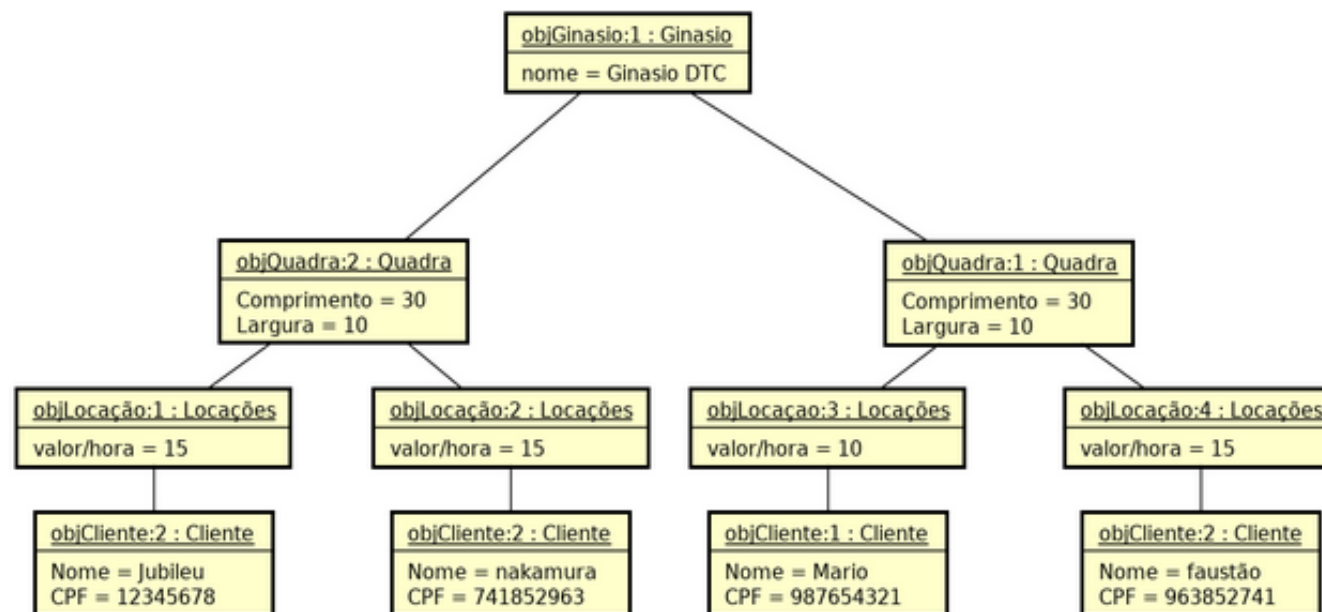 objGinasio:1 : Ginasio
nome = Ginasio DTC
objQuadra:2 : Quadra
Comprimento = 30
Largura = 10
objQuadra:1 : Quadra
Comprimento = 30
Largura = 10
objLocação:1 : Locações
valor/hora = 15
objLocação:2 : Locações
valor/hora = 15
objLocaçao:3 : Locações
valor/hora = 10
objLocação:4 : Locações
valor/hora = 15
objCliente:2 : Cliente
Nome = Jubileu
CPF = 12345678
objCliente:2 : Cliente
Nome = nakamura
CPF = 741852963
objCliente:1 : Cliente
Nome = Mario
CPF = 987654321
objCliente:2 : Cliente
Nome = faustão
CPF = 963852741